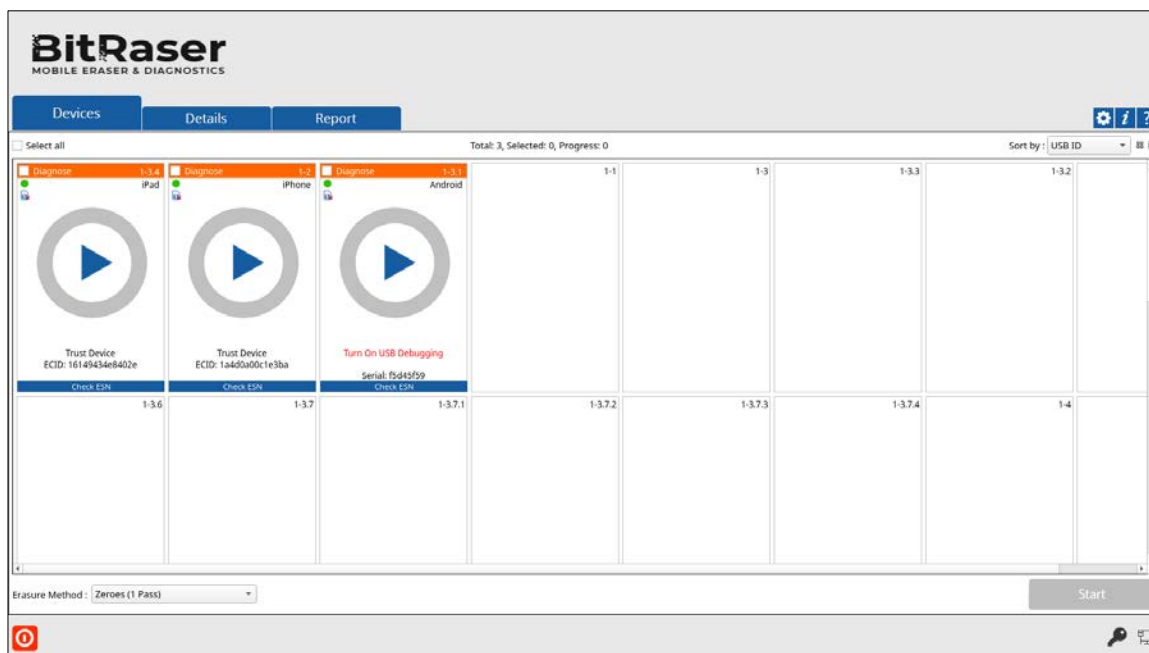 BitRaser
MOBILE ERASER & DIAGNOSTICS
Devices Details Report
Select all Total: 3, Selected: 0, Progress: 0 Sort by : USB ID
Diagnose 1-3.4 Diagnose 1-2 Diagnose 1-3.1 1-1 1-3 1-3.3 1-3.2
iPad iPhone Android
Trust Device Trust Device Turn On USB Debugging
ECID: 16149434e8402e ECID: 1a4d0a00c1e3ba Serial: f5d45f59
Check ESN Check ESN Check ESN
1-3.6 1-3.7 1-3.7.1 1-3.7.2 1-3.7.3 1-3.7.4 1-4
Erasure Method : Zeroes (1 Pass) Start